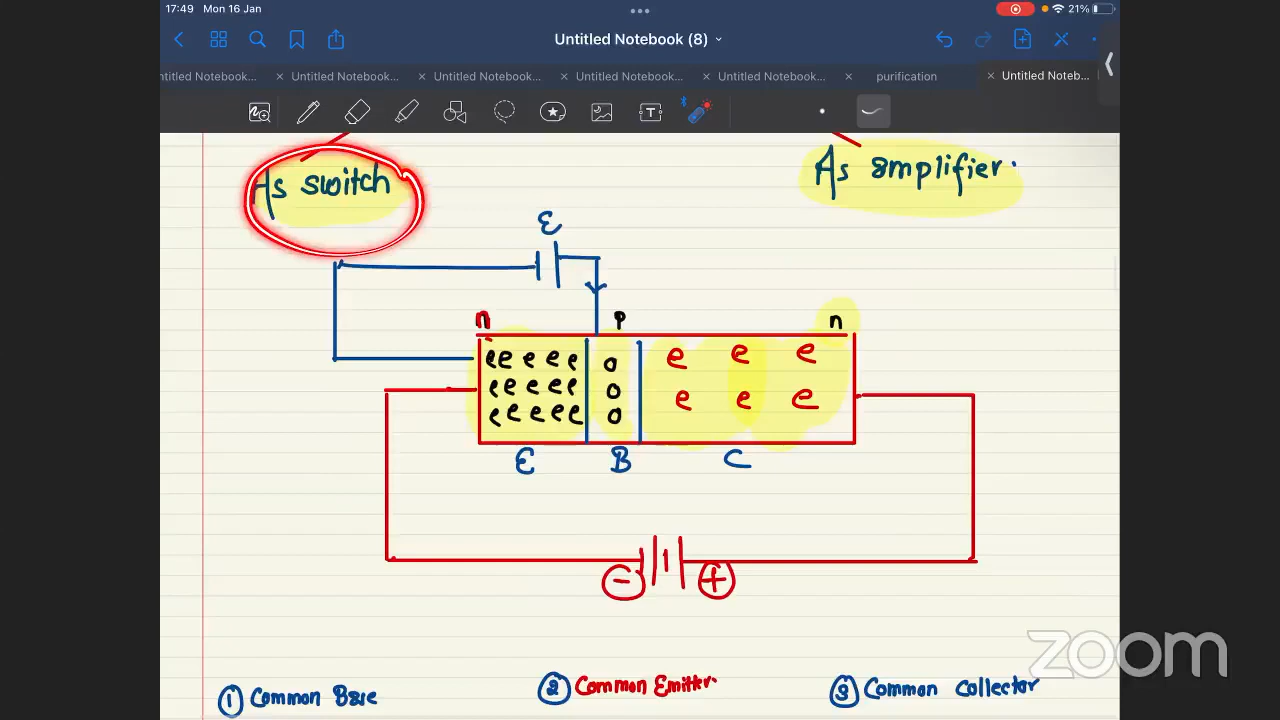 17:49 Mon 16 Jan
21%
Untitled Notebook (8)
ntitled Notebook...
Untitled Notebook...
Untitled Notebook...
Untitled Notebook...
Untitled Notebook...
purification
Untitled Noteb...
T
As switch
As amplifier.
E
n p n
e e e e e o e e e
e e e e e o e e e
e e e e e o
E B C
- +
zoom
① Common Base ② Common Emitter. ③ Common Collector